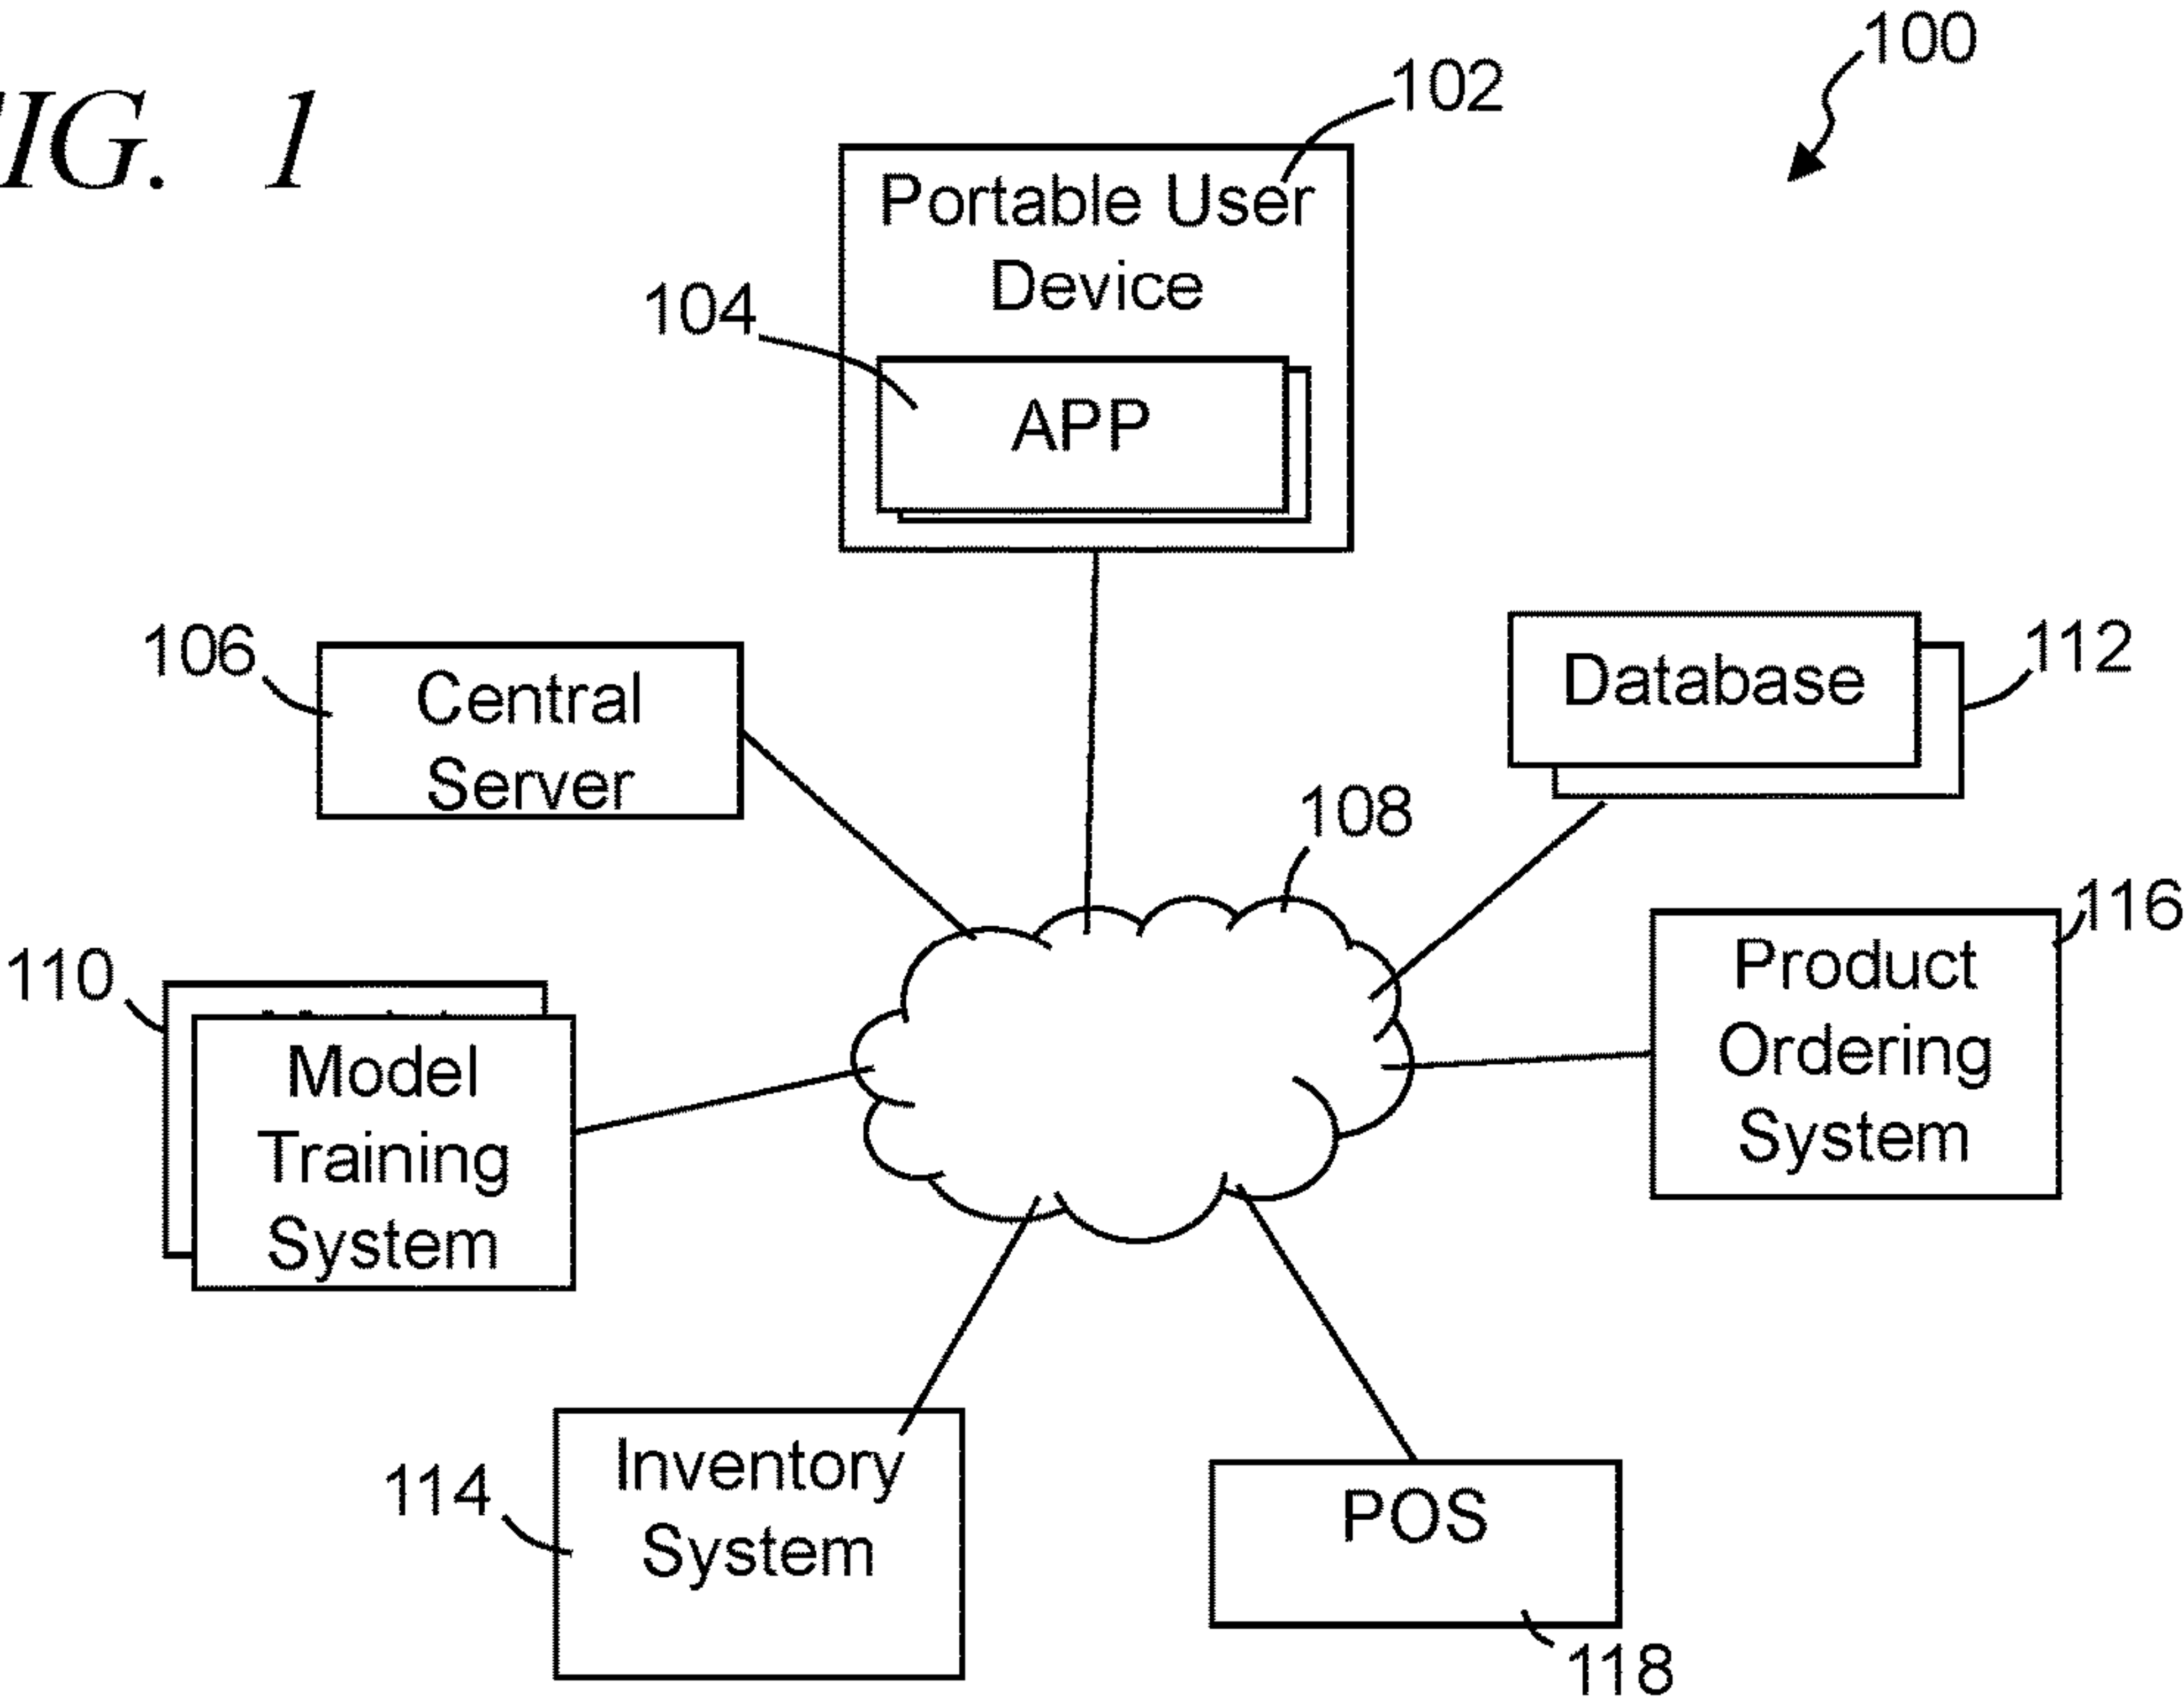 FIG. 1
100
102
Portable User
Device
104
APP
106
Central
Server
Database
112
108
110
Model
Training
System
116
Product
Ordering
System
114
Inventory
System
POS
118